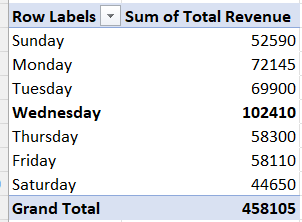 Row Labels Sum of Total Revenue
Sunday 52590
Monday 72145
Tuesday 69900
Wednesday 102410
Thursday 58300
Friday 58110
Saturday 44650
Grand Total 458105